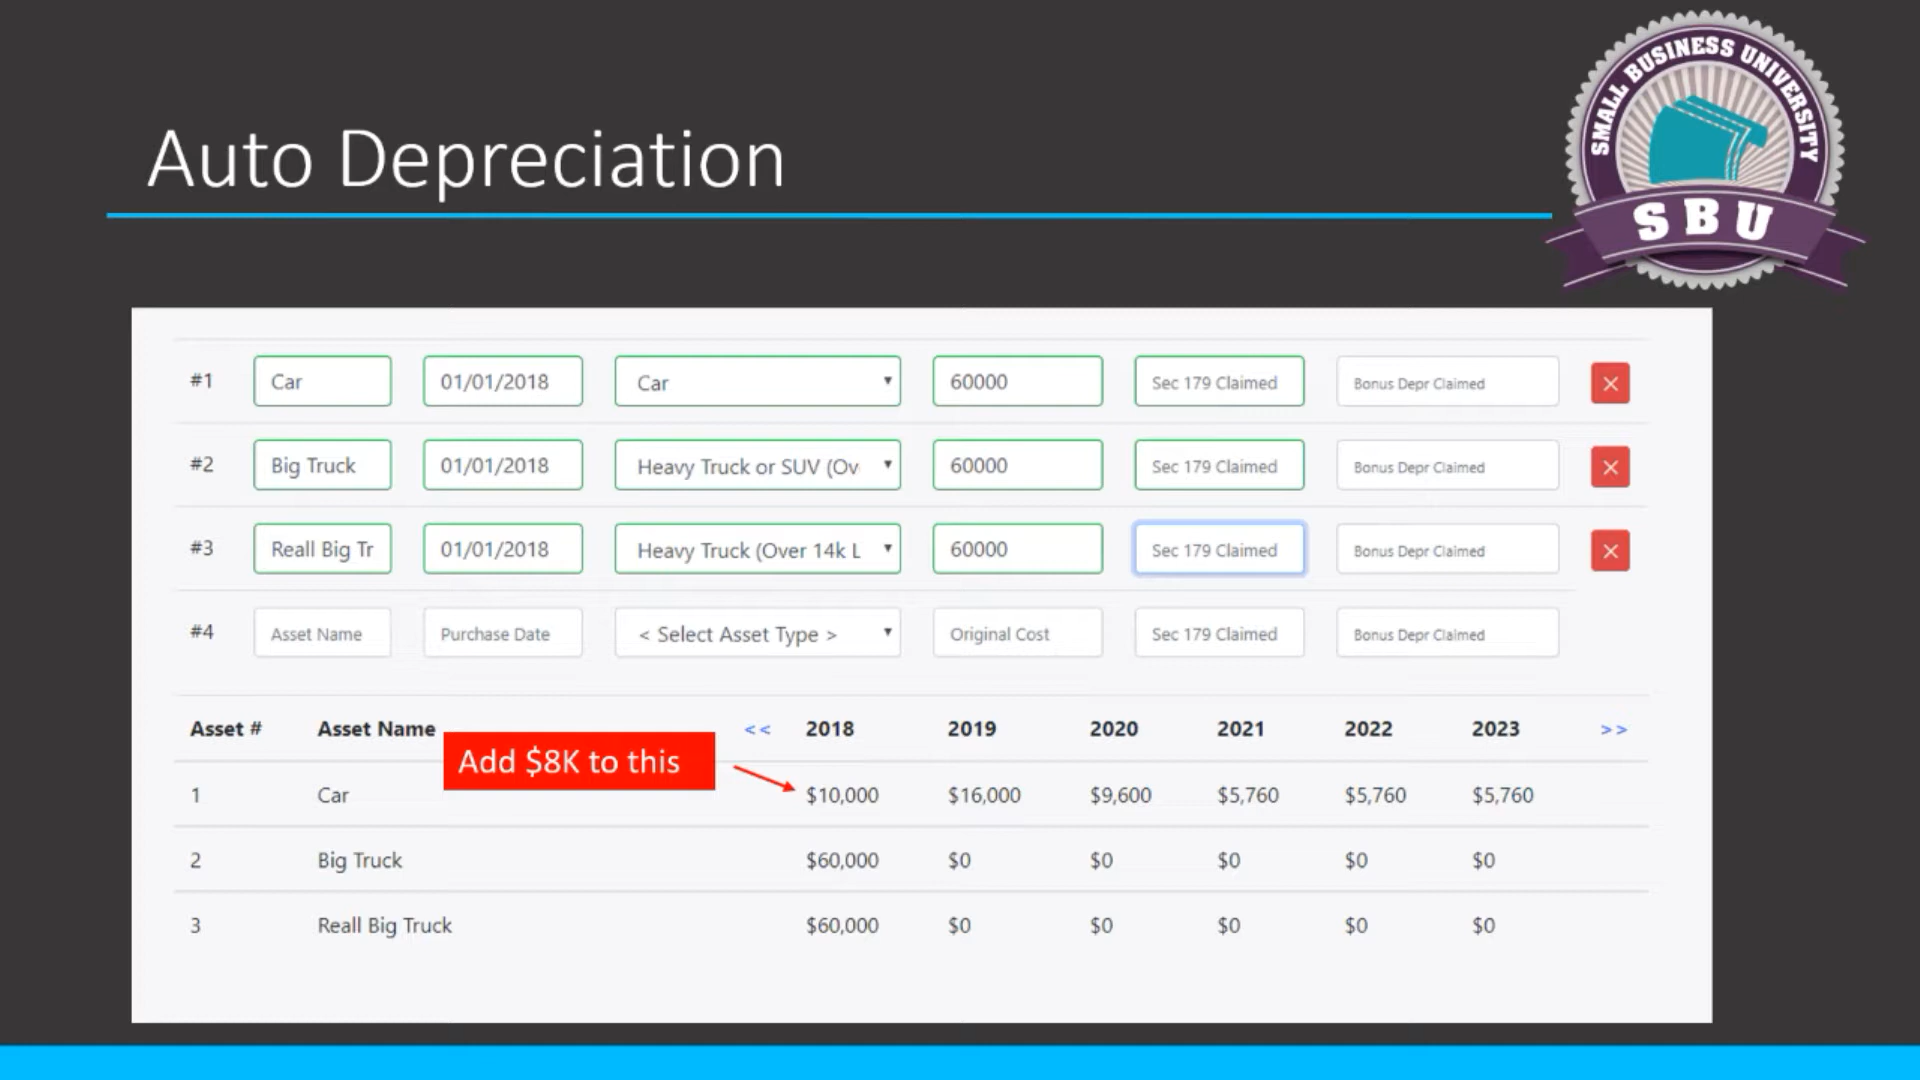 Auto Depreciation
SMALL BUSINESS UNIVERSITY
SBU
#1 Car 01/01/2018 Car 60000 Sec 179 Claimed Bonus Depr Claimed
#2 Big Truck 01/01/2018 Heavy Truck or SUV (Ov 60000 Sec 179 Claimed Bonus Depr Claimed
#3 Reall Big Tr 01/01/2018 Heavy Truck (Over 14k L 60000 Sec 179 Claimed Bonus Depr Claimed
#4 Asset Name Purchase Date < Select Asset Type > Original Cost Sec 179 Claimed Bonus Depr Claimed
Asset # Asset Name << 2018 2019 2020 2021 2022 2023 >>
Add $8K to this
1 Car $10,000 $16,000 $9,600 $5,760 $5,760 $5,760
2 Big Truck $60,000 $0 $0 $0 $0 $0
3 Reall Big Truck $60,000 $0 $0 $0 $0 $0